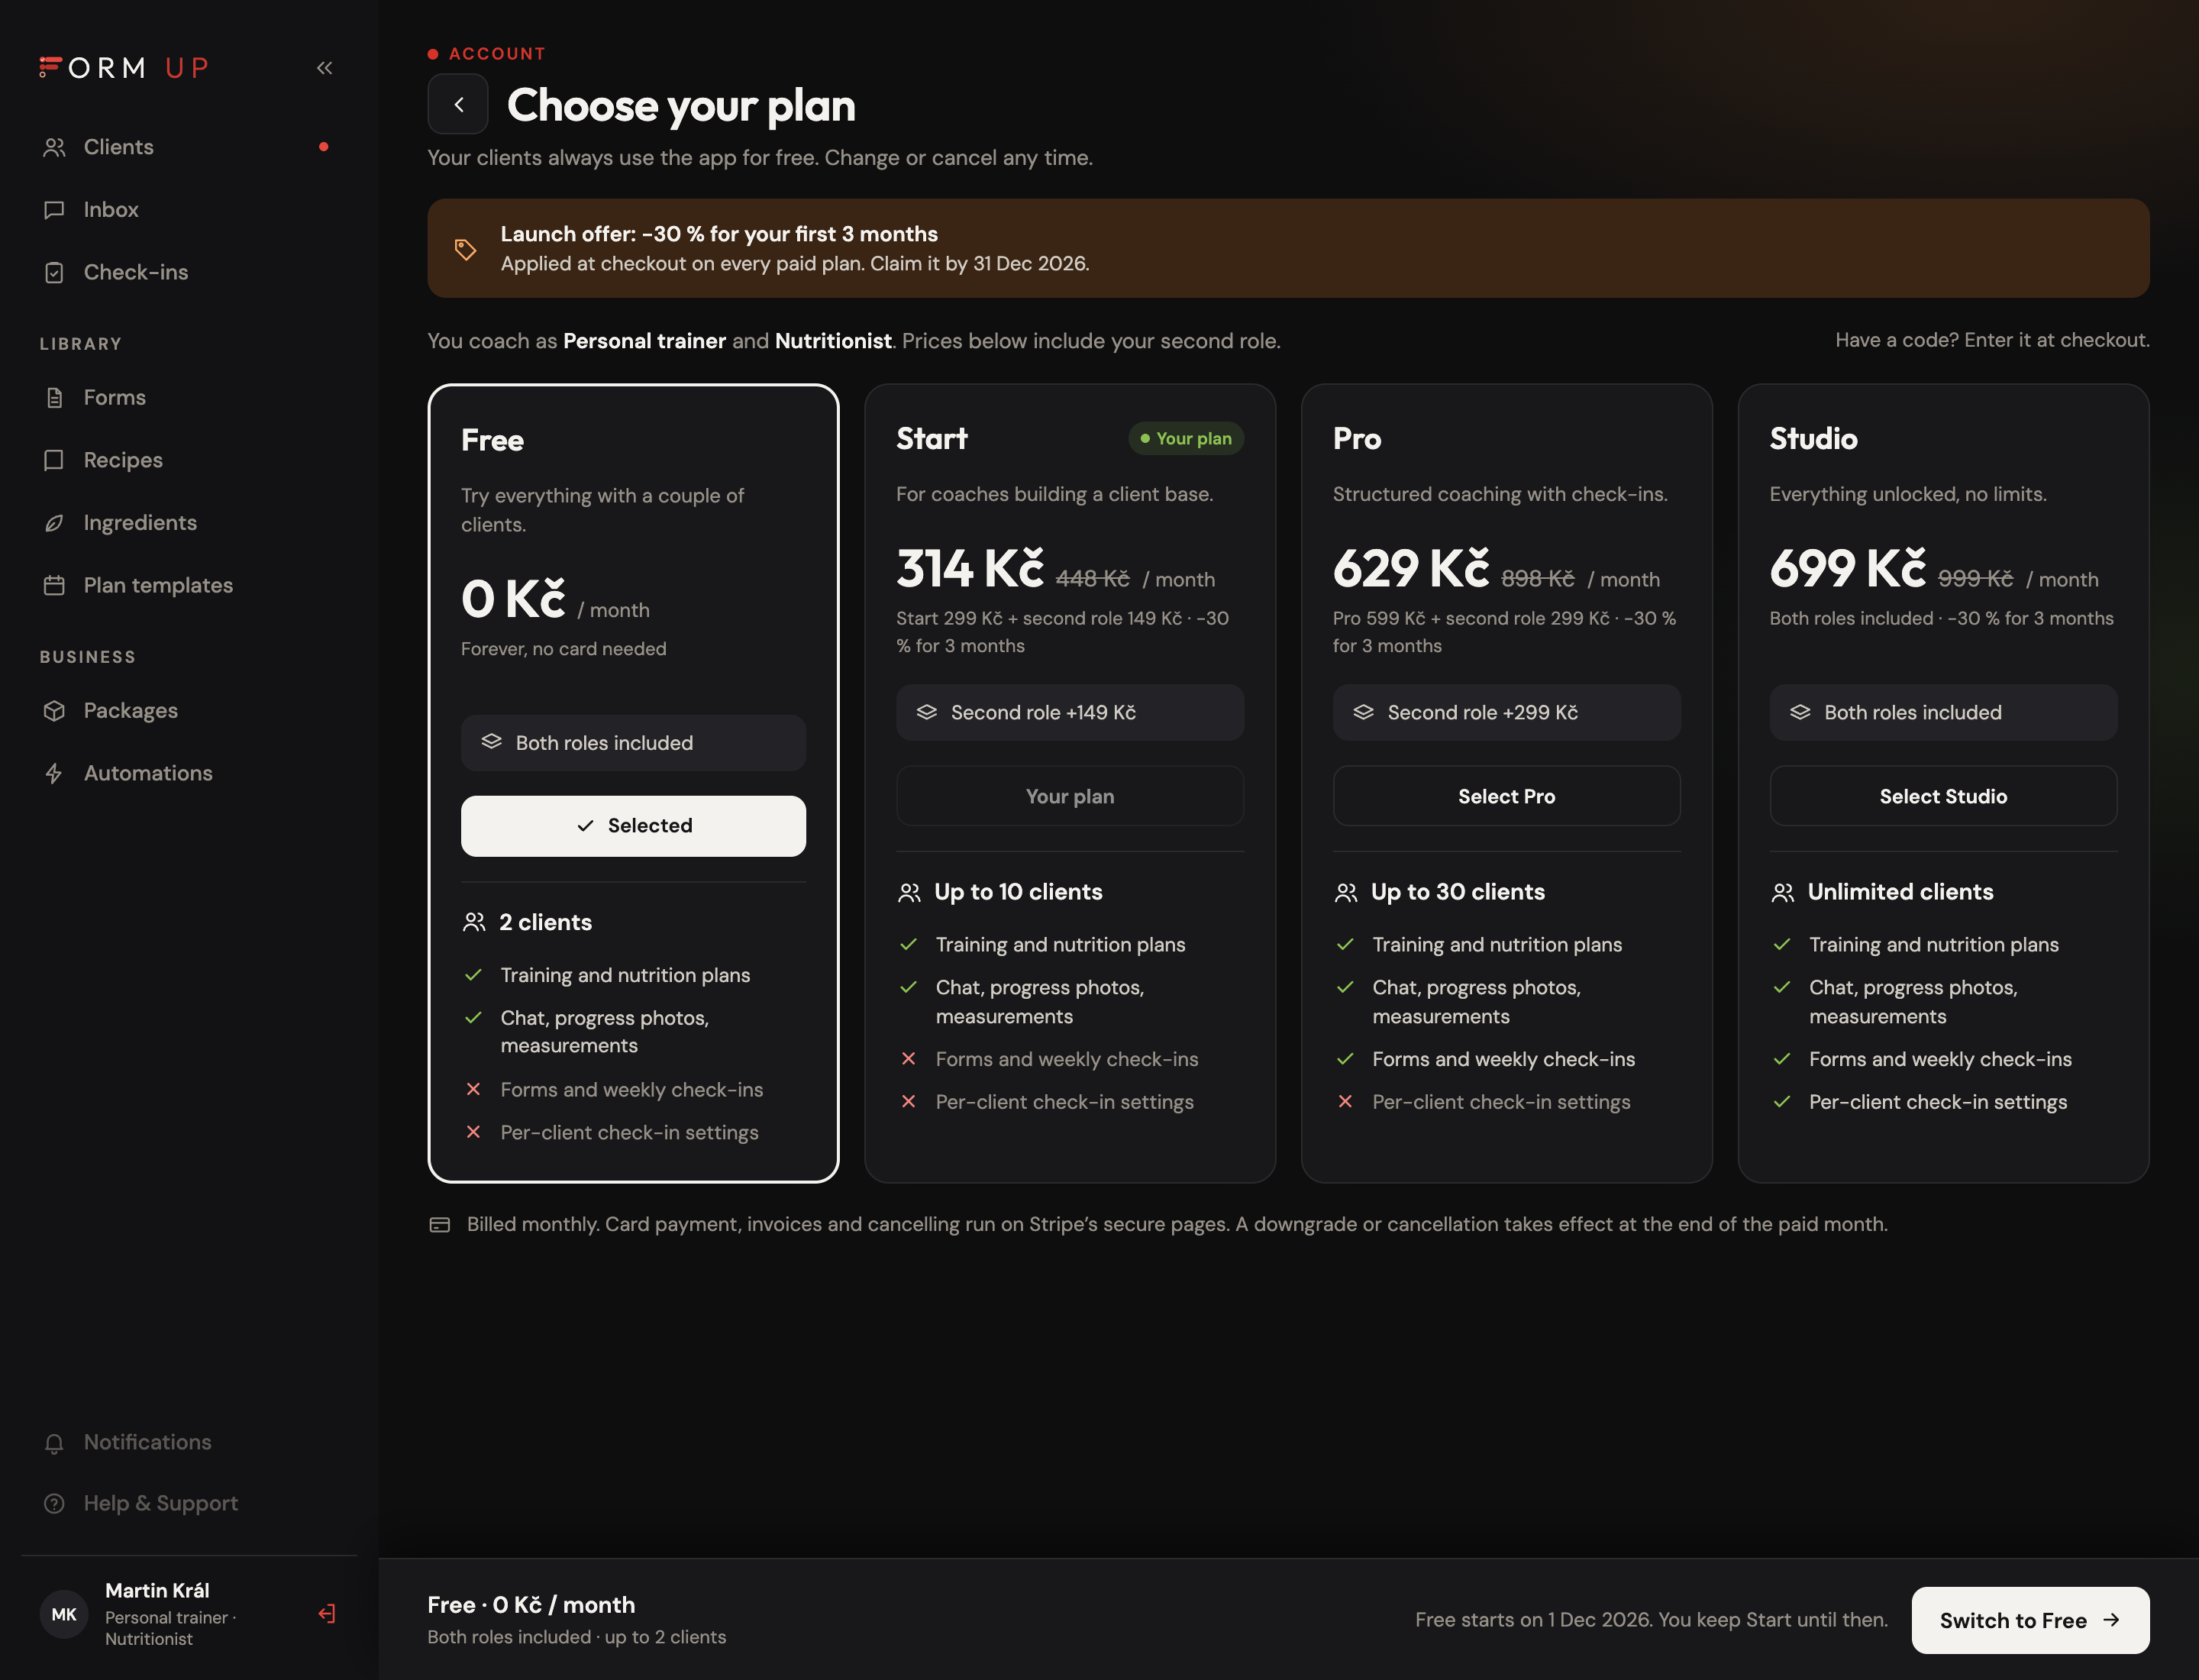 FORM UP
Clients
Inbox
Check-ins
LIBRARY
Forms
Recipes
Ingredients
Plan templates
BUSINESS
Packages
Automations
Notifications
Help & Support
MK
Martin Král
Personal trainer ·
Nutritionist
ACCOUNT
Choose your plan
Your clients always use the app for free. Change or cancel any time.
Launch offer: -30 % for your first 3 months
Applied at checkout on every paid plan. Claim it by 31 Dec 2026.
You coach as Personal trainer and Nutritionist. Prices below include your second role.
Have a code? Enter it at checkout.
Free
Try everything with a couple of
clients.
0 Kč / month
Forever, no card needed
Both roles included
Selected
2 clients
Training and nutrition plans
Chat, progress photos,
measurements
Forms and weekly check-ins
Per-client check-in settings
Start
Your plan
For coaches building a client base.
314 Kč 448 Kč / month
Start 299 Kč + second role 149 Kč · -30
% for 3 months
Second role +149 Kč
Your plan
Up to 10 clients
Training and nutrition plans
Chat, progress photos,
measurements
Forms and weekly check-ins
Per-client check-in settings
Pro
Structured coaching with check-ins.
629 Kč 898 Kč / month
Pro 599 Kč + second role 299 Kč · -30 %
for 3 months
Second role +299 Kč
Select Pro
Up to 30 clients
Training and nutrition plans
Chat, progress photos,
measurements
Forms and weekly check-ins
Per-client check-in settings
Studio
Everything unlocked, no limits.
699 Kč 999 Kč / month
Both roles included · -30 % for 3 months
Both roles included
Select Studio
Unlimited clients
Training and nutrition plans
Chat, progress photos,
measurements
Forms and weekly check-ins
Per-client check-in settings
Billed monthly. Card payment, invoices and cancelling run on Stripe’s secure pages. A downgrade or cancellation takes effect at the end of the paid month.
Free · 0 Kč / month
Both roles included · up to 2 clients
Free starts on 1 Dec 2026. You keep Start until then.
Switch to Free